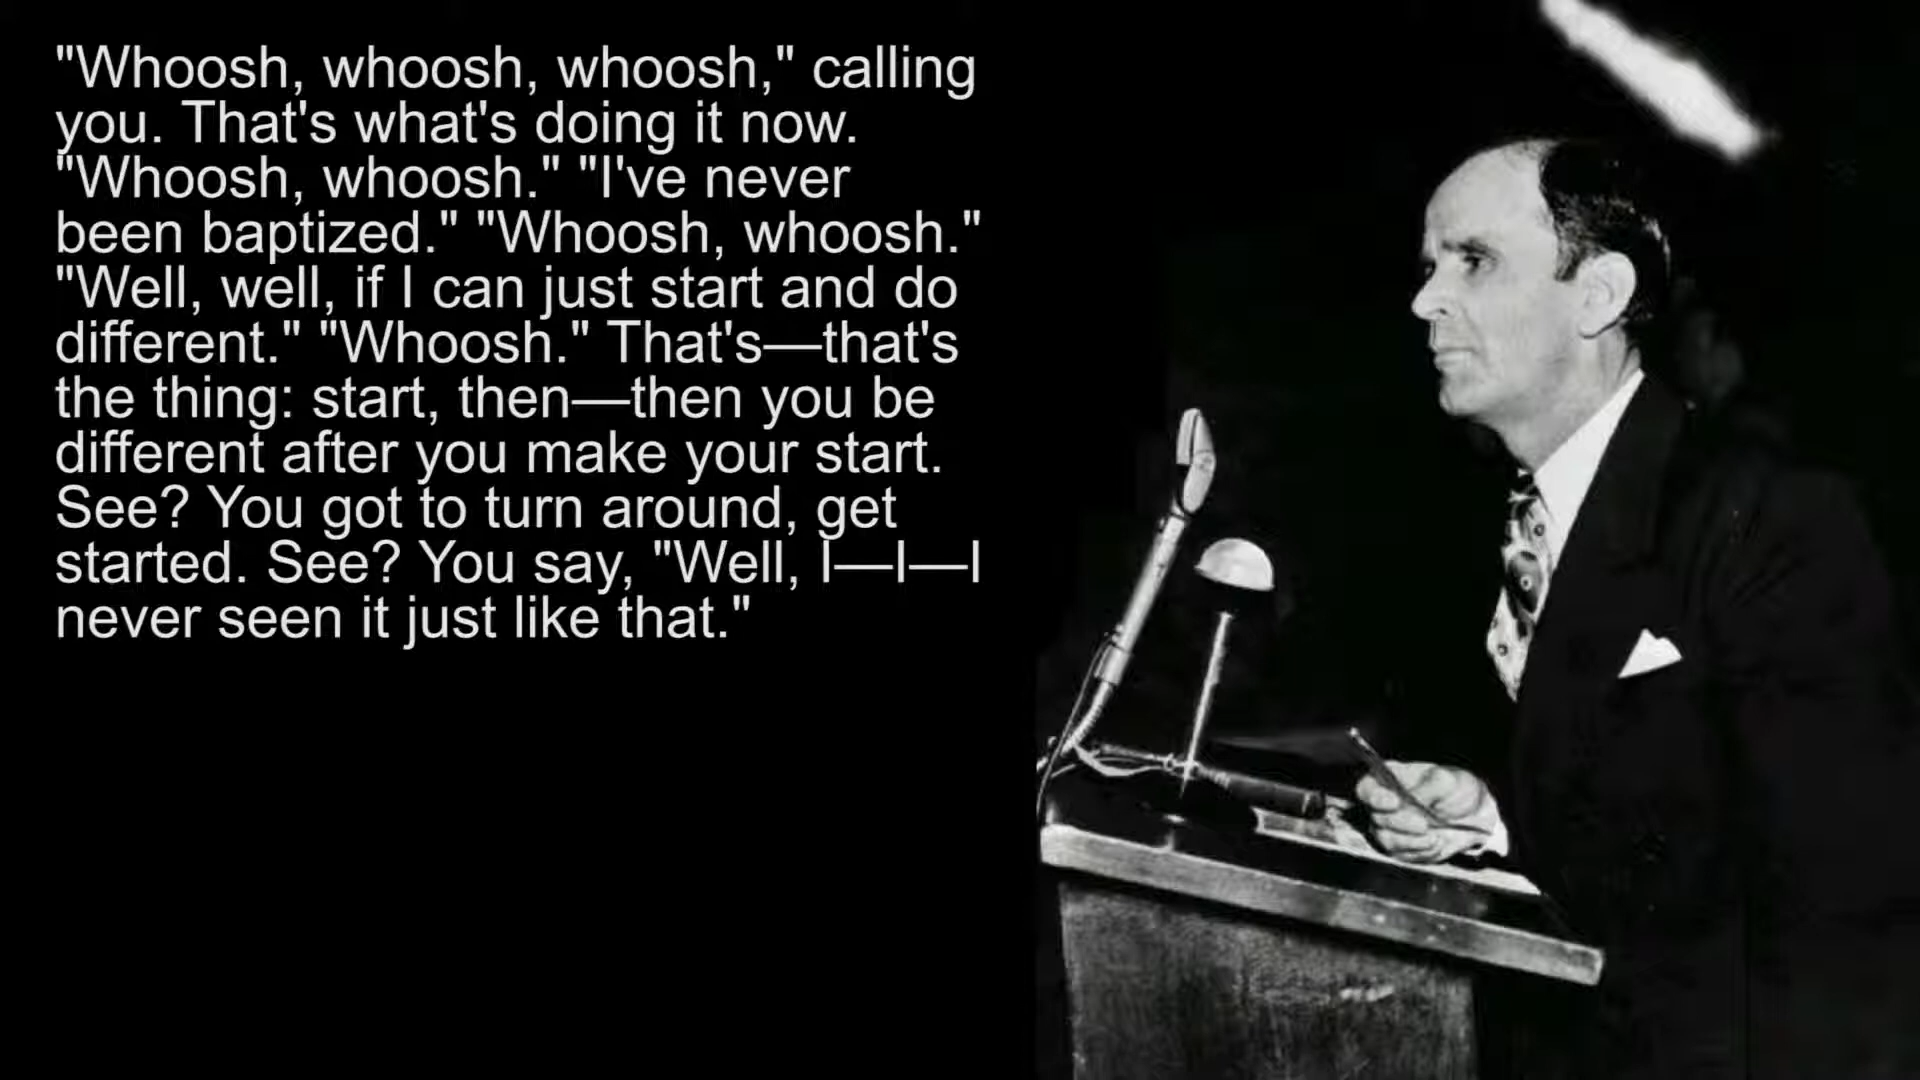 "Whoosh, whoosh, whoosh," calling
you. That's what's doing it now.
"Whoosh, whoosh." "I've never
been baptized." "Whoosh, whoosh."
"Well, well, if I can just start and do
different." "Whoosh." That's—that's
the thing: start, then—then you be
different after you make your start.
See? You got to turn around, get
started. See? You say, "Well, I—I—I
never seen it just like that."